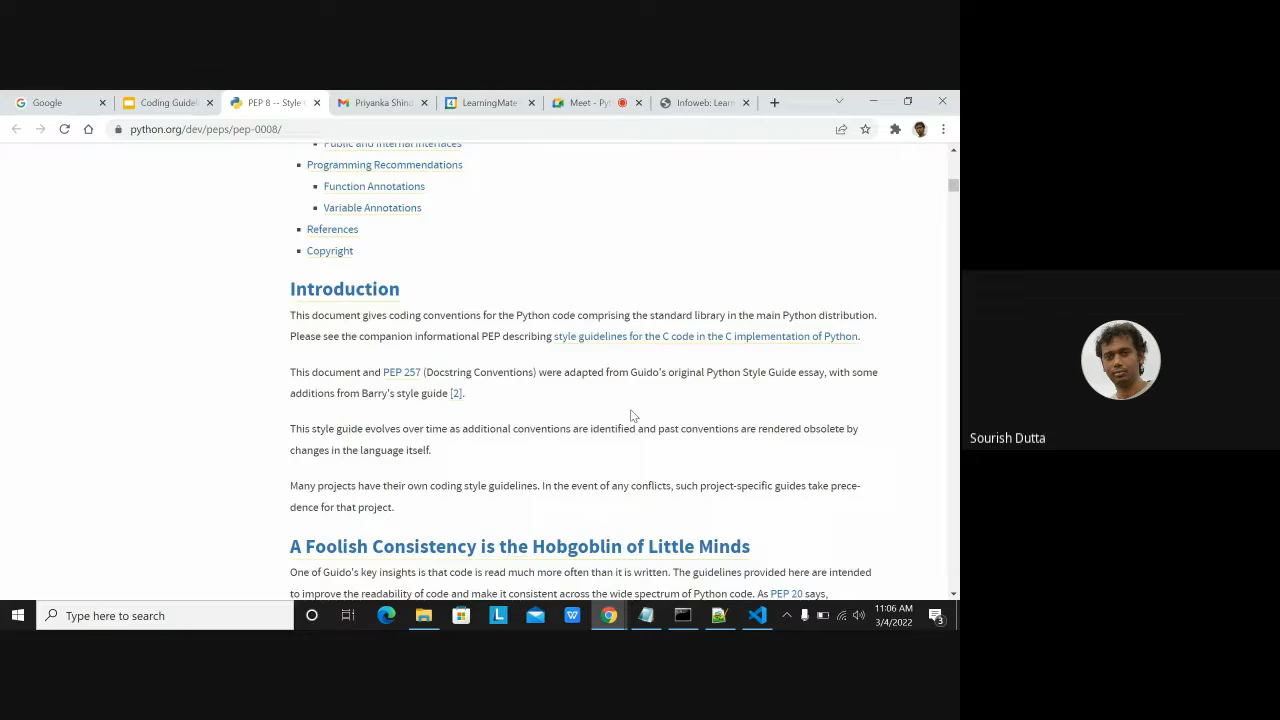 Google
Coding Guidel
PEP 8 -- Style
Priyanka Shind
LearningMate
Meet - Pyt
Infoweb: Learn
python.org/dev/peps/pep-0008/
Public and Internal Interfaces
Programming Recommendations
Function Annotations
Variable Annotations
References
Copyright
Introduction
This document gives coding conventions for the Python code comprising the standard library in the main Python distribution.
Please see the companion informational PEP describing style guidelines for the C code in the C implementation of Python.
This document and PEP 257 (Docstring Conventions) were adapted from Guido's original Python Style Guide essay, with some
additions from Barry's style guide [2].
This style guide evolves over time as additional conventions are identified and past conventions are rendered obsolete by
changes in the language itself.
Many projects have their own coding style guidelines. In the event of any conflicts, such project-specific guides take prece-
dence for that project.
A Foolish Consistency is the Hobgoblin of Little Minds
One of Guido's key insights is that code is read much more often than it is written. The guidelines provided here are intended
to improve the readability of code and make it consistent across the wide spectrum of Python code. As PEP 20 says,
Sourish Dutta
Type here to search
11:06 AM
3/4/2022
3